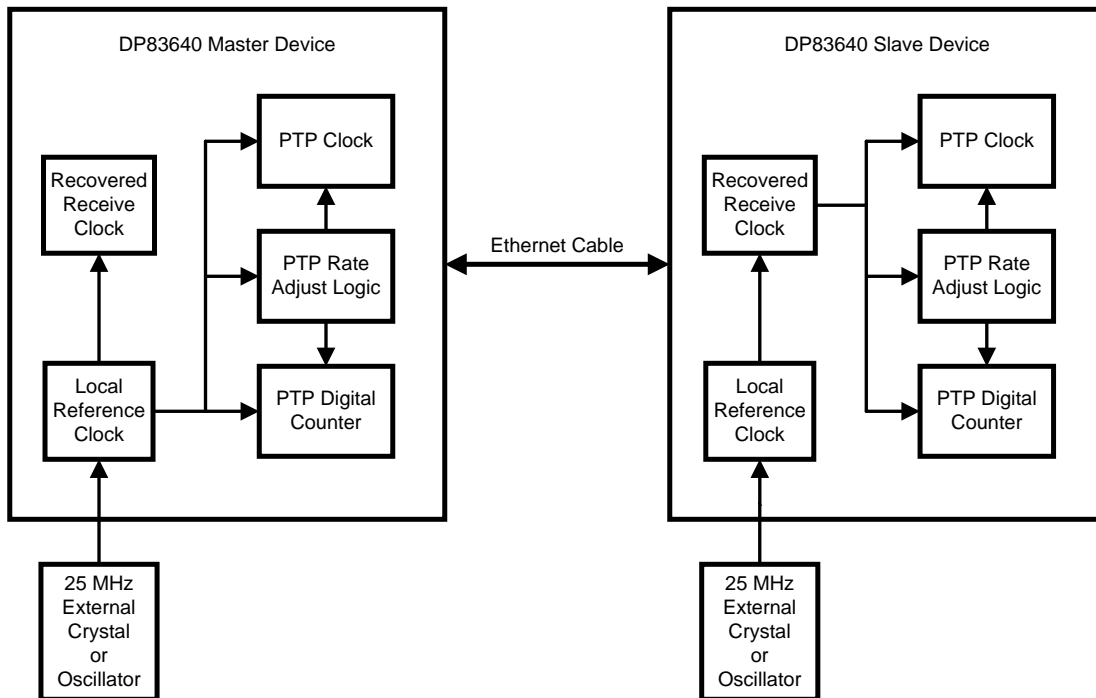 DP83640 Master Device
PTP Clock
Recovered
Receive
Clock
PTP Rate
Adjust Logic
Local
Reference
Clock
PTP Digital
Counter
25 MHz
External
Crystal
or
Oscillator
Ethernet Cable
DP83640 Slave Device
PTP Clock
Recovered
Receive
Clock
PTP Rate
Adjust Logic
Local
Reference
Clock
PTP Digital
Counter
25 MHz
External
Crystal
or
Oscillator